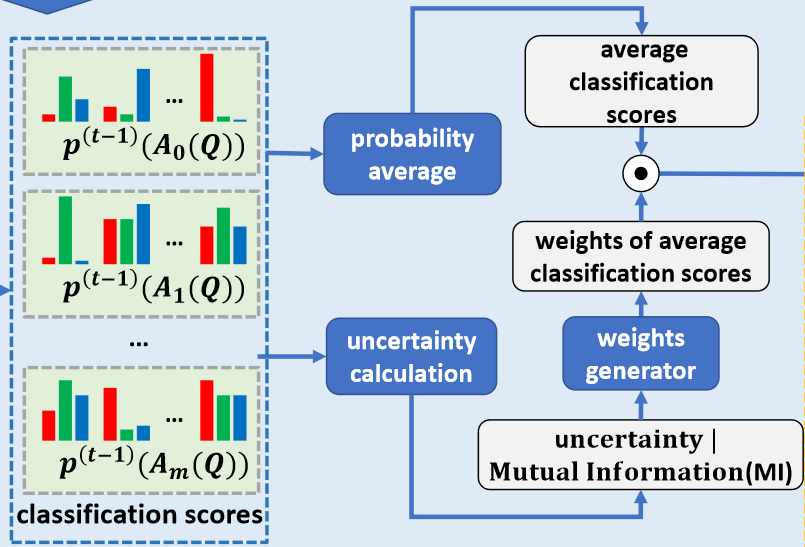 ...
p^(t−1)(A_0(Q))
...
p^(t−1)(A_1(Q))
...
...
p^(t−1)(A_m(Q))
classification scores
probability
average
uncertainty
calculation
average
classification
scores
weights of average
classification scores
weights
generator
uncertainty |
Mutual Information(MI)